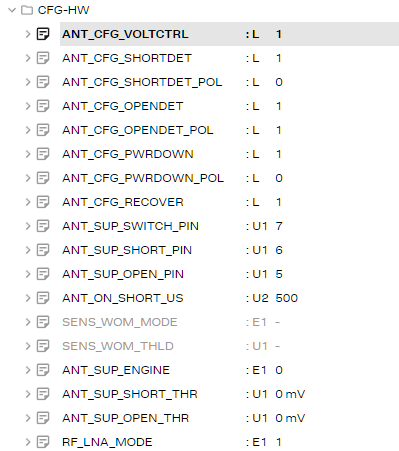 CFG-HW
ANT_CFG_VOLTCTRL : L 1
ANT_CFG_SHORTDET : L 1
ANT_CFG_SHORTDET_POL : L 0
ANT_CFG_OPENDET : L 1
ANT_CFG_OPENDET_POL : L 1
ANT_CFG_PWRDOWN : L 1
ANT_CFG_PWRDOWN_POL : L 0
ANT_CFG_RECOVER : L 1
ANT_SUP_SWITCH_PIN : U1 7
ANT_SUP_SHORT_PIN : U1 6
ANT_SUP_OPEN_PIN : U1 5
ANT_ON_SHORT_US : U2 500
SENS_WOM_MODE : E1 -
SENS_WOM_THLD : U1 -
ANT_SUP_ENGINE : E1 0
ANT_SUP_SHORT_THR : U1 0 mV
ANT_SUP_OPEN_THR : U1 0 mV
RF_LNA_MODE : E1 1